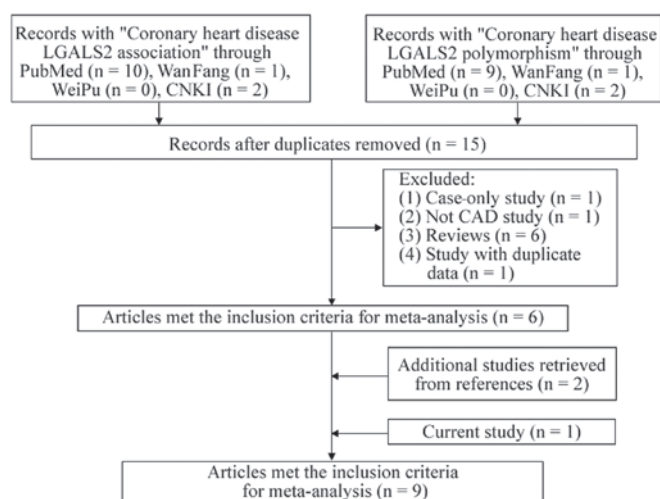 Records with "Coronary heart disease
LGALS2 association" through
PubMed (n = 10), WanFang (n = 1),
WeiPu (n = 0), CNKI (n = 2)
Records with "Coronary heart disease
LGALS2 polymorphism" through
PubMed (n = 9), WanFang (n = 1),
WeiPu (n = 0), CNKI (n = 2)
Records after duplicates removed (n = 15)
Excluded:
(1) Case-only study (n = 1)
(2) Not CAD study (n = 1)
(3) Reviews (n = 6)
(4) Study with duplicate
data (n = 1)
Articles met the inclusion criteria for meta-analysis (n = 6)
Additional studies retrieved
from references (n = 2)
Current study (n = 1)
Articles met the inclusion criteria
for meta-analysis (n = 9)